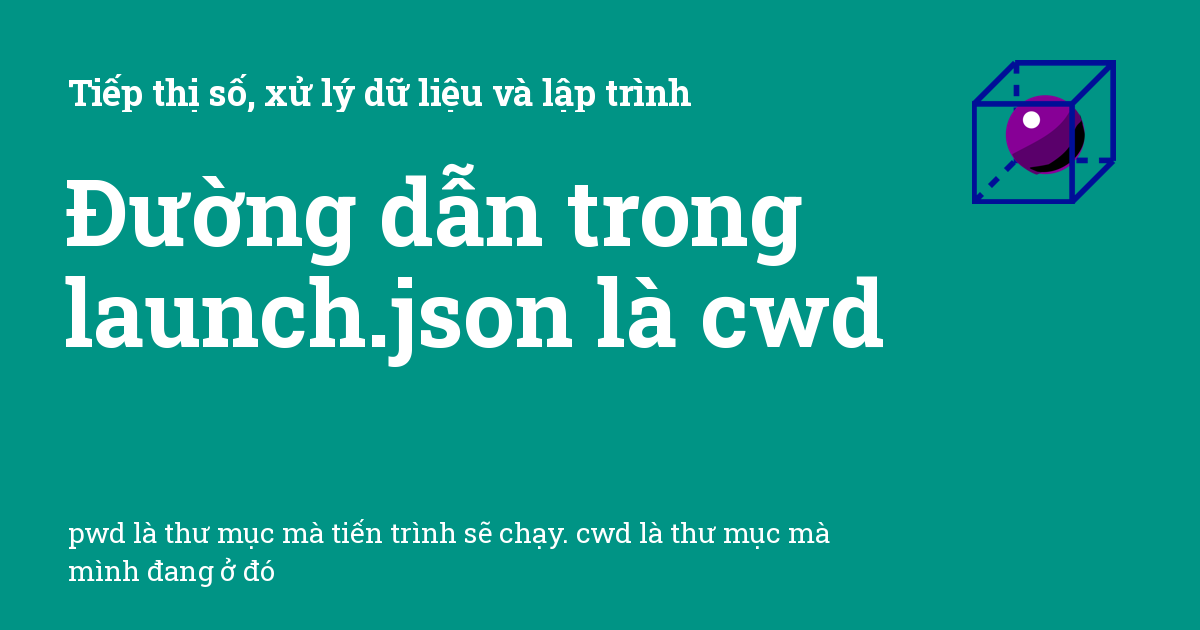 Tiếp thị số, xử lý dữ liệu và lập trình
Đường dẫn trong
launch.json là cwd
pwd là thư mục mà tiến trình sẽ chạy. cwd là thư mục mà
mình đang ở đó